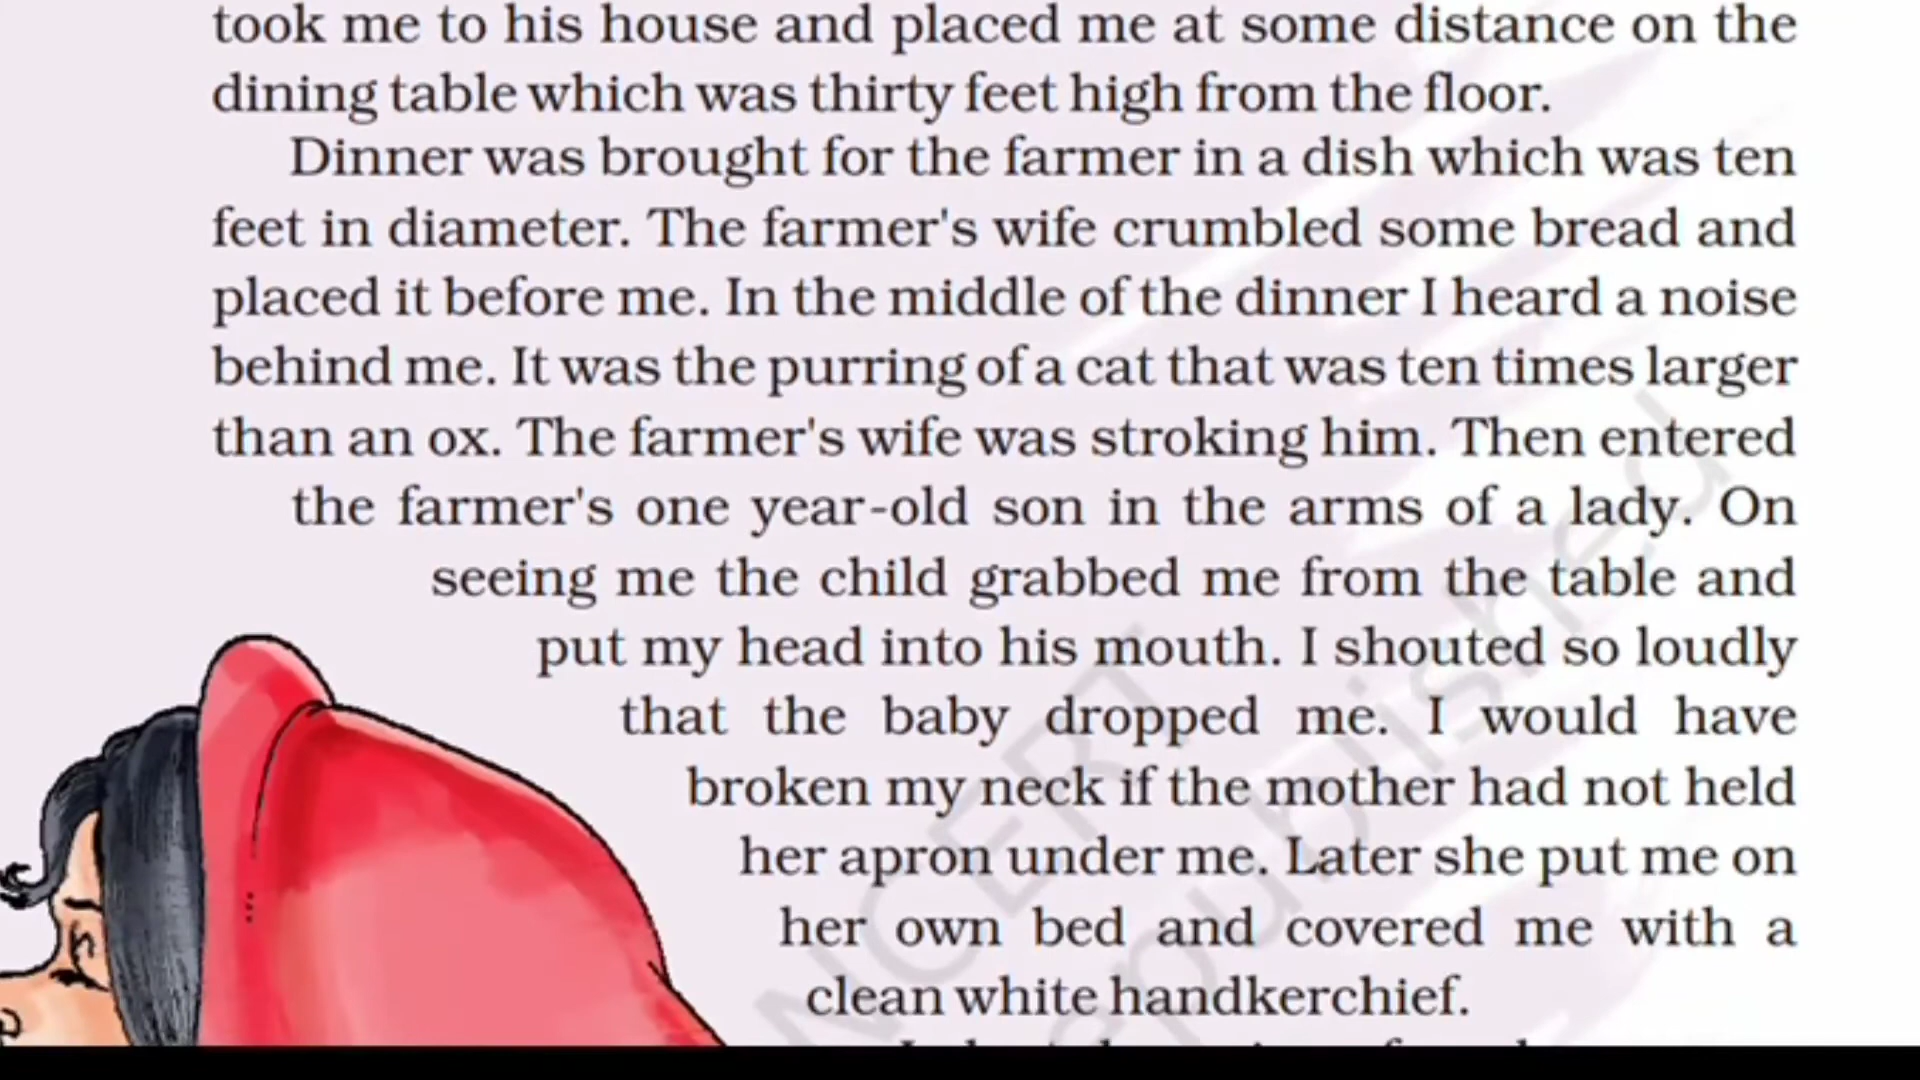 took me to his house and placed me at some distance on the
dining table which was thirty feet high from the floor.
Dinner was brought for the farmer in a dish which was ten
feet in diameter. The farmer's wife crumbled some bread and
placed it before me. In the middle of the dinner I heard a noise
behind me. It was the purring of a cat that was ten times larger
than an ox. The farmer's wife was stroking him. Then entered
the farmer's one year-old son in the arms of a lady. On
seeing me the child grabbed me from the table and
put my head into his mouth. I shouted so loudly
that the baby dropped me. I would have
broken my neck if the mother had not held
her apron under me. Later she put me on
her own bed and covered me with a
clean white handkerchief.
NCERT
published